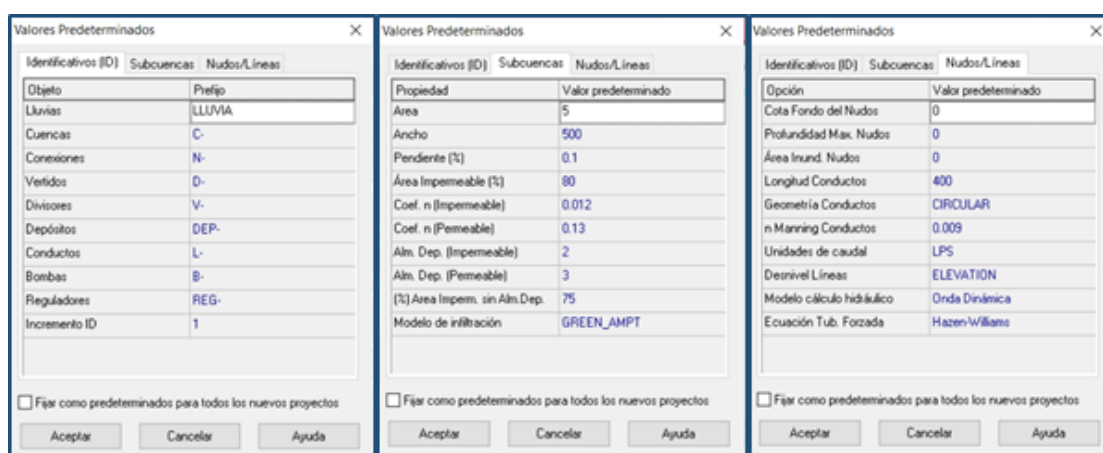 Valores Predeterminados
Identificativos (ID) Subcuencas Nudos/Líneas
Objeto Prefijo
Lluvias LLUVIA
Cuencas C-
Conexiones N-
Vertidos D-
Divisores V-
Depósitos DEP-
Conductos L-
Bombas B-
Reguladores REG-
Incremento ID 1
Fijar como predeterminados para todos los nuevos proyectos
Aceptar Cancelar Ayuda
Valores Predeterminados
Identificativos (ID) Subcuencas Nudos/Líneas
Propiedad Valor predeterminado
Area 5
Ancho 500
Pendiente (%) 0.1
Área Impermeable (%) 80
Coef. n (Impermeable) 0.012
Coef. n (Permeable) 0.13
Alm. Dep. (Impermeable) 2
Alm. Dep. (Permeable) 3
(%) Area Imperm. sin Alm.Dep. 75
Modelo de infiltración GREEN_AMPT
Fijar como predeterminados para todos los nuevos proyectos
Aceptar Cancelar Ayuda
Valores Predeterminados
Identificativos (ID) Subcuencas Nudos/Líneas
Opción Valor predeterminado
Cota Fondo del Nudos 0
Profundidad Max. Nudos 0
Área Inund. Nudos 0
Longitud Conductos 400
Geometría Conductos CIRCULAR
n Manning Conductos 0.009
Unidades de caudal LPS
Desnivel Líneas ELEVATION
Modelo cálculo hidráulico Onda Dinámica
Ecuación Tub. Forzada Hazen-Williams
Fijar como predeterminados para todos los nuevos proyectos
Aceptar Cancelar Ayuda